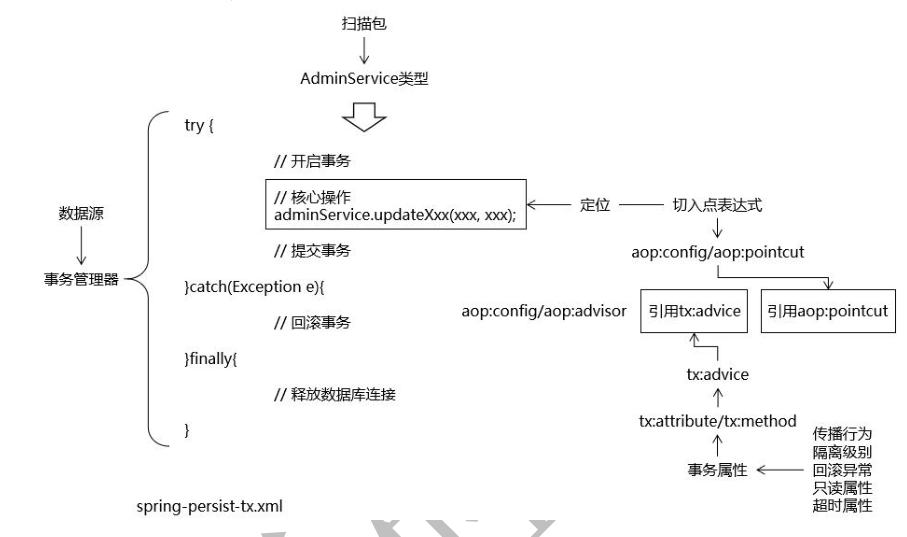 扫描包
AdminService类型
try {
// 开启事务
// 核心操作
adminService.updateXxx(xxx, xxx);
定位
切入点表达式
数据源
// 提交事务
aop:config/aop:pointcut
事务管理器
}catch(Exception e){
aop:config/aop:advisor
引用tx:advice
引用aop:pointcut
// 回滚事务
}finally{
tx:advice
// 释放数据库连接
tx:attribute/tx:method
}
传播行为
隔离级别
事务属性
回滚异常
只读属性
超时属性
spring-persist-tx.xml